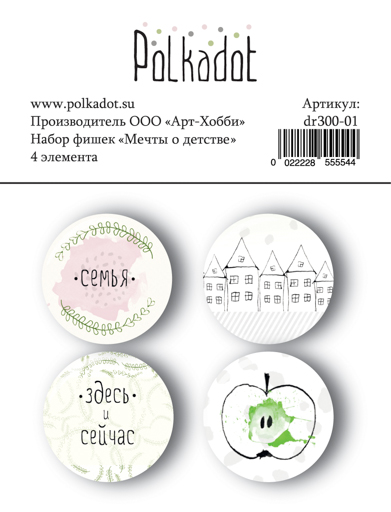 Polkadot
www.polkadot.su
Производитель ООО «Арт-Хобби»
Набор фишек «Мечты о детстве»
4 элемента
Артикул:
dr300-01
0 022228 555544
·семья·
·здесь·
и
сейчас